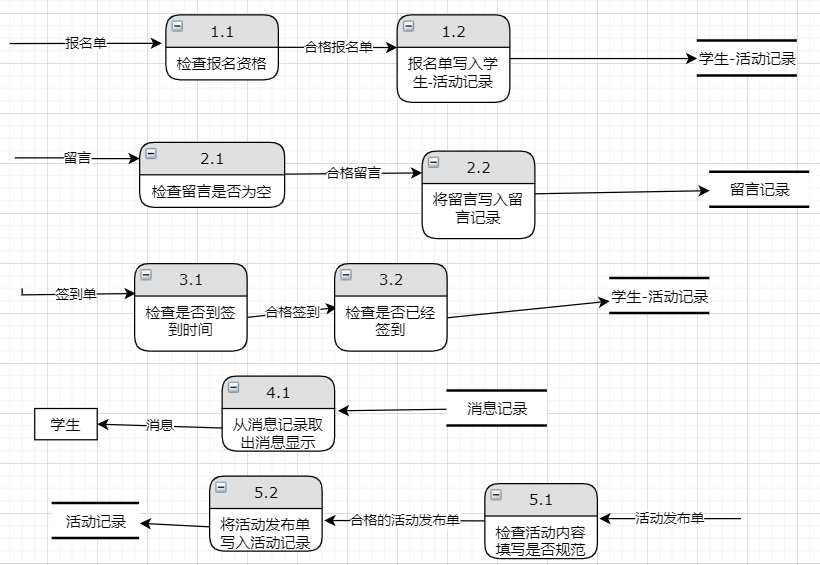 1.1
1.2
报名单
合格报名单
检查报名资格
报名单写入学
生-活动记录
学生-活动记录
2.1
2.2
留言
合格留言
检查留言是否为空
将留言写入留
言记录
留言记录
3.1
3.2
签到单
合格签到
检查是否到签
到时间
检查是否已经
签到
学生-活动记录
4.1
学生
消息
从消息记录取
出消息显示
消息记录
5.2
5.1
活动记录
将活动发布单
写入活动记录
合格的活动发布单
检查活动内容
填写是否规范
活动发布单